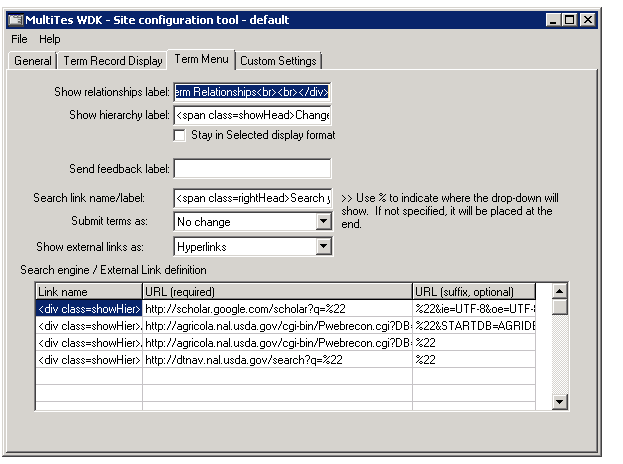 MultiTes WDK - Site configuration tool - default
File Help
General Term Record Display Term Menu Custom Settings
Show relationships label: erm Relationships<br><br></div>
Show hierarchy label: <span class=showHead>Change
Stay in Selected display format
Send feedback label:
Search link name/label: <span class=rightHead>Search y >> Use % to indicate where the drop-down will
show. If not specified, it will be placed at the
end.
Submit terms as: No change
Show external links as: Hyperlinks
Search engine / External Link definition
Link name URL (required) URL (suffix, optional)
<div class=showHier> http://scholar.google.com/scholar?q=%22 %22&ie=UTF-8&oe=UTF-8
<div class=showHier> http://agricola.nal.usda.gov/cgi-bin/Pwebrecon.cgi?DB= %22&STARTDB=AGRIDE
<div class=showHier> http://agricola.nal.usda.gov/cgi-bin/Pwebrecon.cgi?DB= %22
<div class=showHier> http://dtnav.nal.usda.gov/search?q=%22 %22